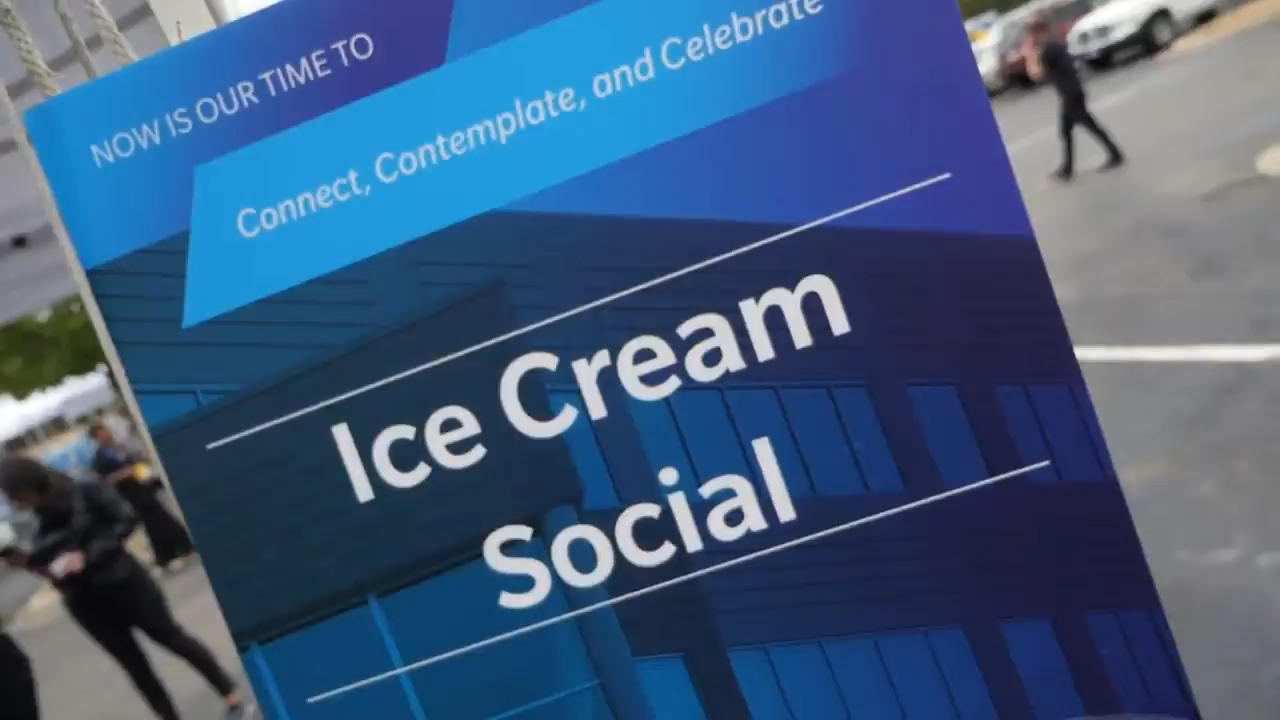 NOW IS OUR TIME TO
Connect, Contemplate, and Celebrate
Ice Cream
Social